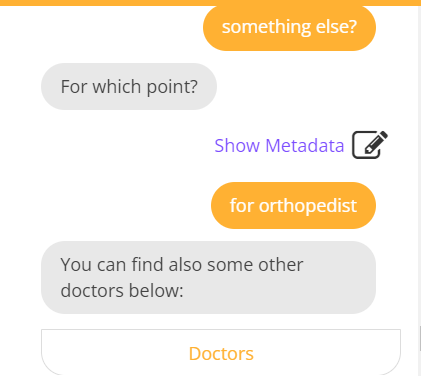 something else?
For which point?
Show Metadata
for orthopedist
You can find also some other
doctors below:
Doctors